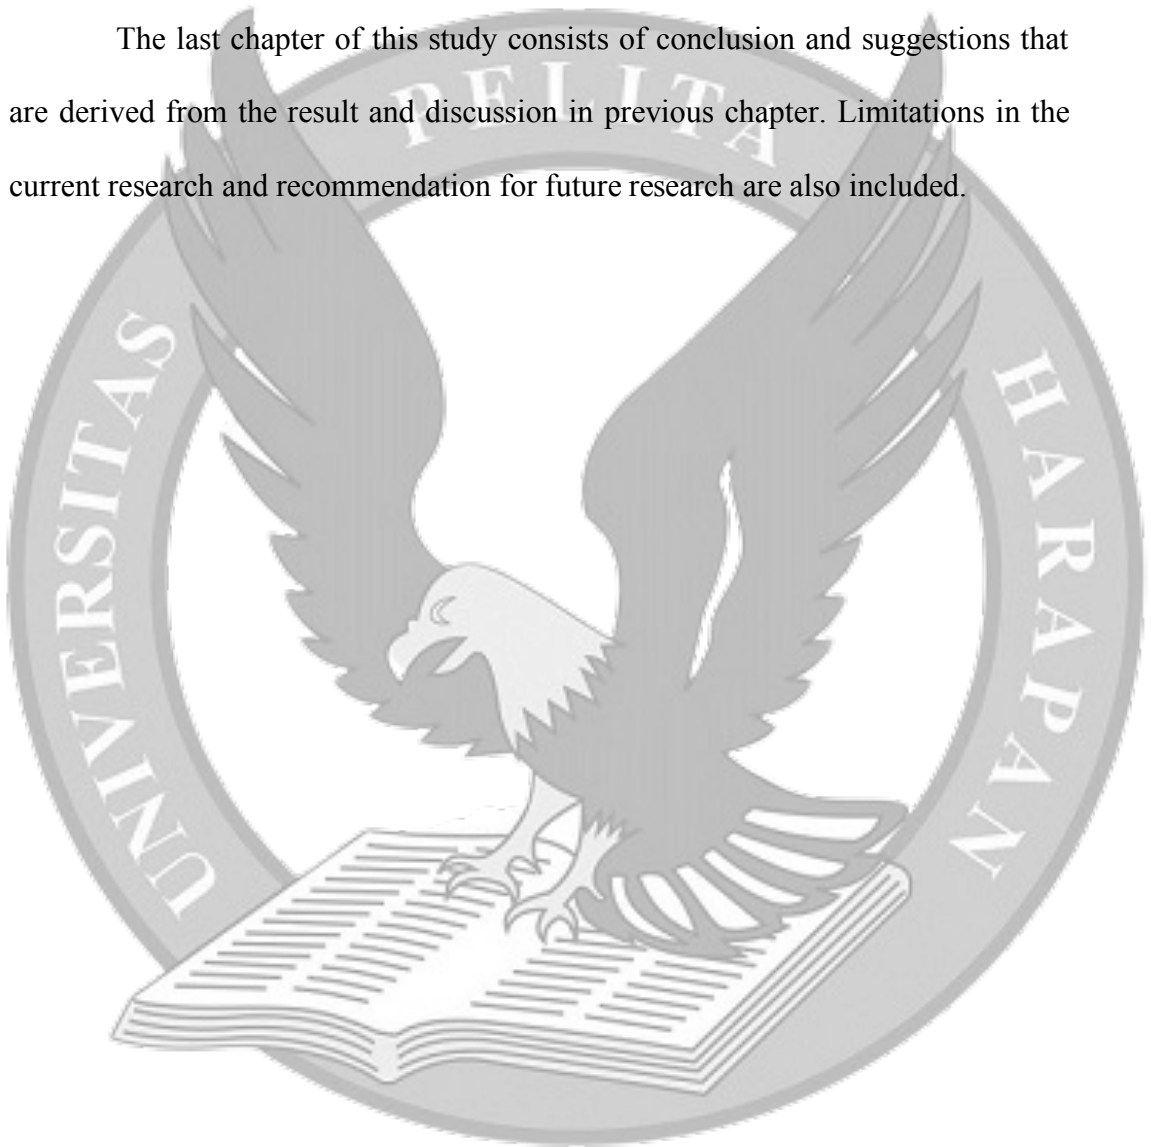 The last chapter of this study consists of conclusion and suggestions that
are derived from the result and discussion in previous chapter. Limitations in the
current research and recommendation for future research are also included.
UNIVERSITAS PELITA HARAPAN